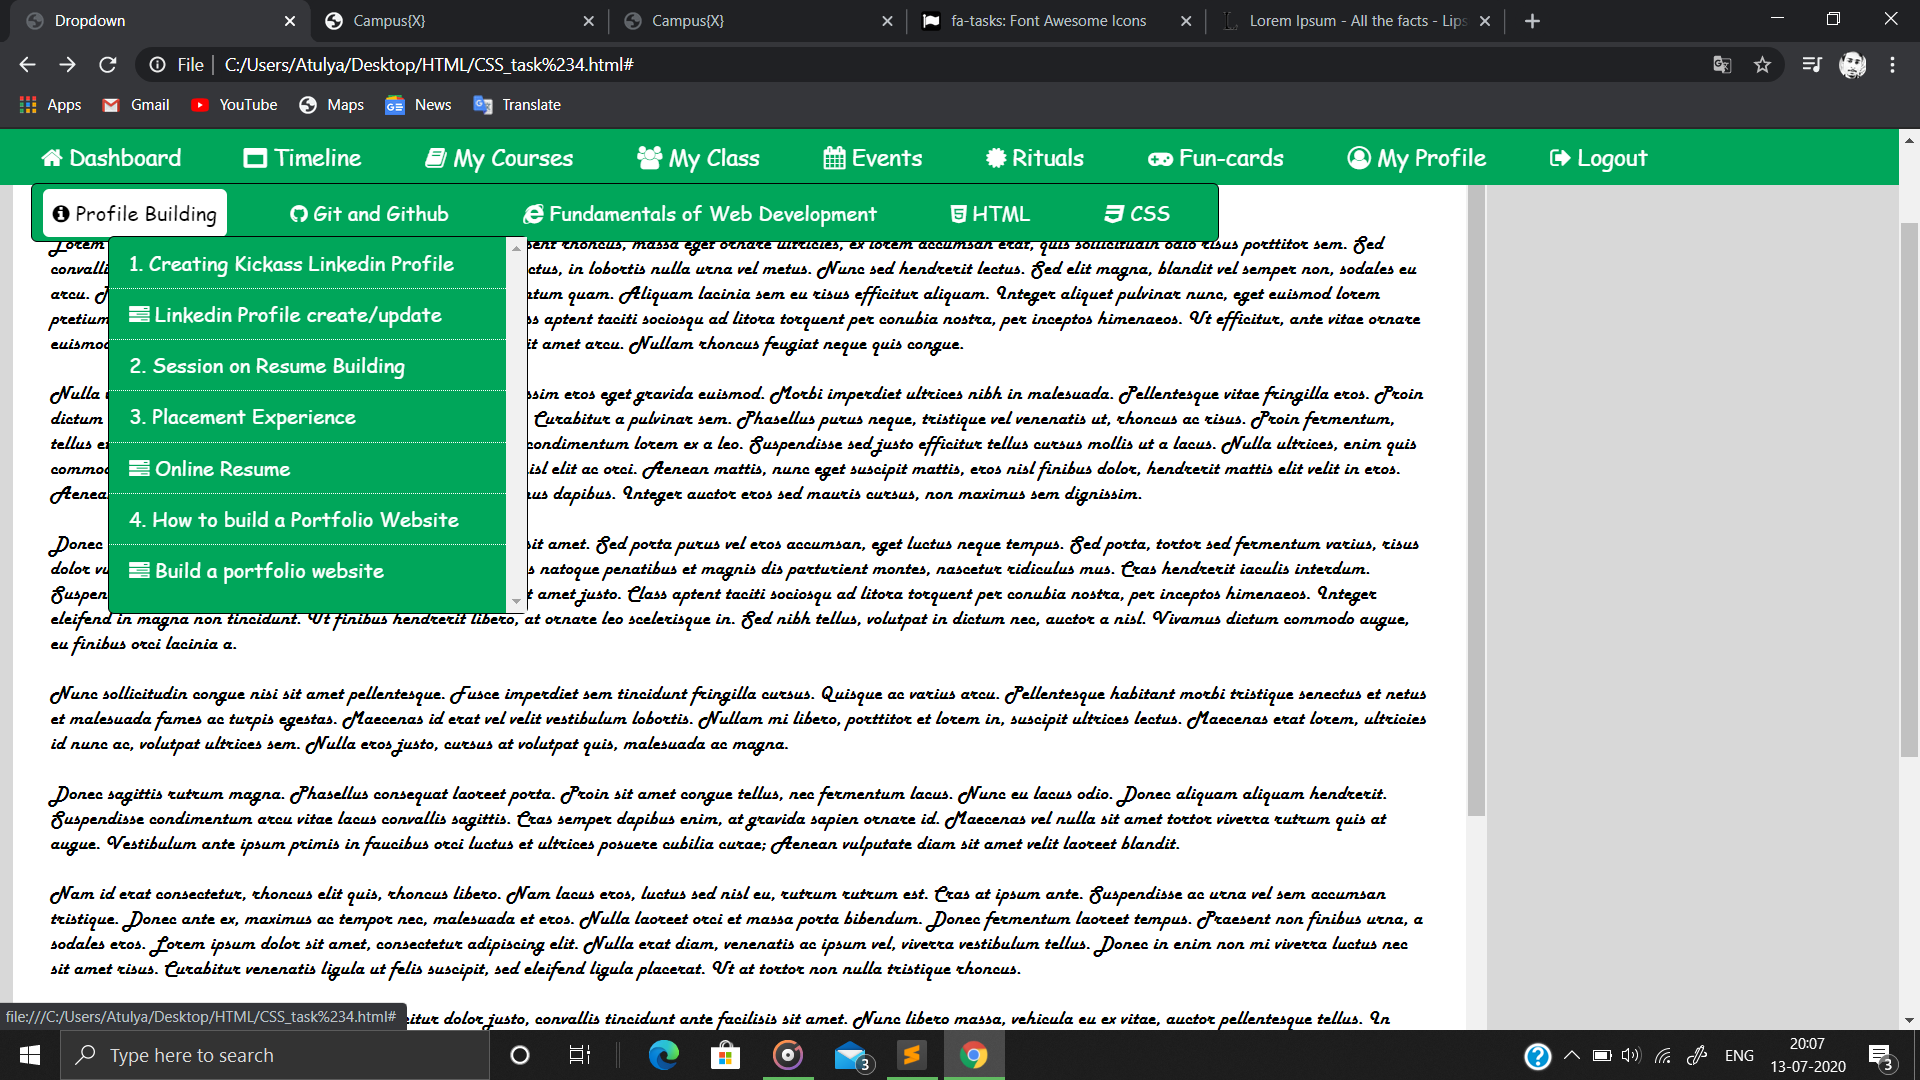 Dropdown
Campus{X}
Campus{X}
fa-tasks: Font Awesome Icons
Lorem Ipsum - All the facts - Lips
File
C:/Users/Atulya/Desktop/HTML/CSS_task%234.html#
Apps
Gmail
YouTube
Maps
News
Translate
Dashboard
Timeline
My Courses
My Class
Events
Rituals
Fun-cards
My Profile
Logout
Profile Building
Git and Github
Fundamentals of Web Development
HTML
CSS
1. Creating Kickass Linkedin Profile
Linkedin Profile create/update
2. Session on Resume Building
3. Placement Experience
Online Resume
4. How to build a Portfolio Website
Build a portfolio website
Lorem rhoncus, massa eget ornare ultricies, ex lorem accumsan erat, quis sollicitudin odio risus porttitor sem. Sed
in lobortis nulla urna vel metus. Nunc sed hendrerit lectus. Sed elit magna, blandit vel semper non, sodales eu
arcu. quam. Aliquam lacinia sem eu risus efficitur aliquam. Integer aliquet pulvinar nunc, eget euismod lorem
pretium aptent taciti sociosqu ad litora torquent per conubia nostra, per inceptos himenaeos. Ut efficitur, ante vitae ornare
amet arcu. Nullam rhoncus feugiat neque quis congue.
Nulla eros eget gravida euismod. Morbi imperdiet ultrices nibh in malesuada. Pellentesque vitae fringilla eros. Proin
dictum Curabitur a pulvinar sem. Phasellus purus neque, tristique vel venenatis ut, rhoncus ac risus. Proin fermentum,
tellus condimentum lorem ex a leo. Suspendisse sed justo efficitur tellus cursus mollis ut a lacus. Nulla ultrices, enim quis
elit ac orci. Aenean mattis, nunc eget suscipit mattis, eros nisl finibus dolor, hendrerit mattis elit velit in eros.
dapibus. Integer auctor eros sed mauris cursus, non maximus sem dignissim.
Donec sit amet. Sed porta purus vel eros accumsan, eget luctus neque tempus. Sed porta, tortor sed fermentum varius, risus
dolor natoque penatibus et magnis dis parturient montes, nascetur ridiculus mus. Cras hendrerit iaculis interdum.
amet justo. Class aptent taciti sociosqu ad litora torquent per conubia nostra, per inceptos himenaeos. Integer
eleifend in magna non tincidunt. Ut finibus hendrerit libero, at ornare leo scelerisque in. Sed nibh tellus, volutpat in dictum nec, auctor a nisl. Vivamus dictum commodo augue,
eu finibus orci lacinia a.
Nunc sollicitudin congue nisi sit amet pellentesque. Fusce imperdiet sem tincidunt fringilla cursus. Quisque ac varius arcu. Pellentesque habitant morbi tristique senectus et netus
et malesuada fames ac turpis egestas. Maecenas id erat vel velit vestibulum lobortis. Nullam mi libero, porttitor et lorem in, suscipit ultrices lectus. Maecenas erat lorem, ultricies
id nunc ac, volutpat ultrices sem. Nulla eros justo, cursus at volutpat quis, malesuada ac magna.
Donec sagittis rutrum magna. Phasellus consequat laoreet porta. Proin sit amet congue tellus, nec fermentum lacus. Nunc eu lacus odio. Donec aliquam aliquam hendrerit.
Suspendisse condimentum arcu vitae lacus convallis sagittis. Cras semper dapibus enim, at gravida sapien ornare id. Maecenas vel nulla sit amet tortor viverra rutrum quis at
augue. Vestibulum ante ipsum primis in faucibus orci luctus et ultrices posuere cubilia curae; Aenean vulputate diam sit amet velit laoreet blandit.
Nam id erat consectetur, rhoncus elit quis, rhoncus libero. Nam lacus eros, luctus sed nisl eu, rutrum rutrum est. Cras at ipsum ante. Suspendisse ac urna vel sem accumsan
tristique. Donec ante ex, maximus ac tempor nec, malesuada et eros. Nulla laoreet orci et massa porta bibendum. Donec fermentum laoreet tempus. Praesent non finibus urna, a
sodales eros. Lorem ipsum dolor sit amet, consectetur adipiscing elit. Nulla erat diam, venenatis ac ipsum vel, viverra vestibulum tellus. Donec in enim non mi viverra luctus nec
sit amet risus. Curabitur venenatis ligula ut felis suscipit, sed eleifend ligula placerat. Ut at tortor non nulla tristique rhoncus.
dolor justo, convallis tincidunt ante facilisis sit amet. Nunc libero massa, vehicula eu ex vitae, auctor pellentesque tellus. In
file:///C:/Users/Atulya/Desktop/HTML/CSS_task%234.html#
Type here to search
3
ENG
20:07
13-07-2020
3